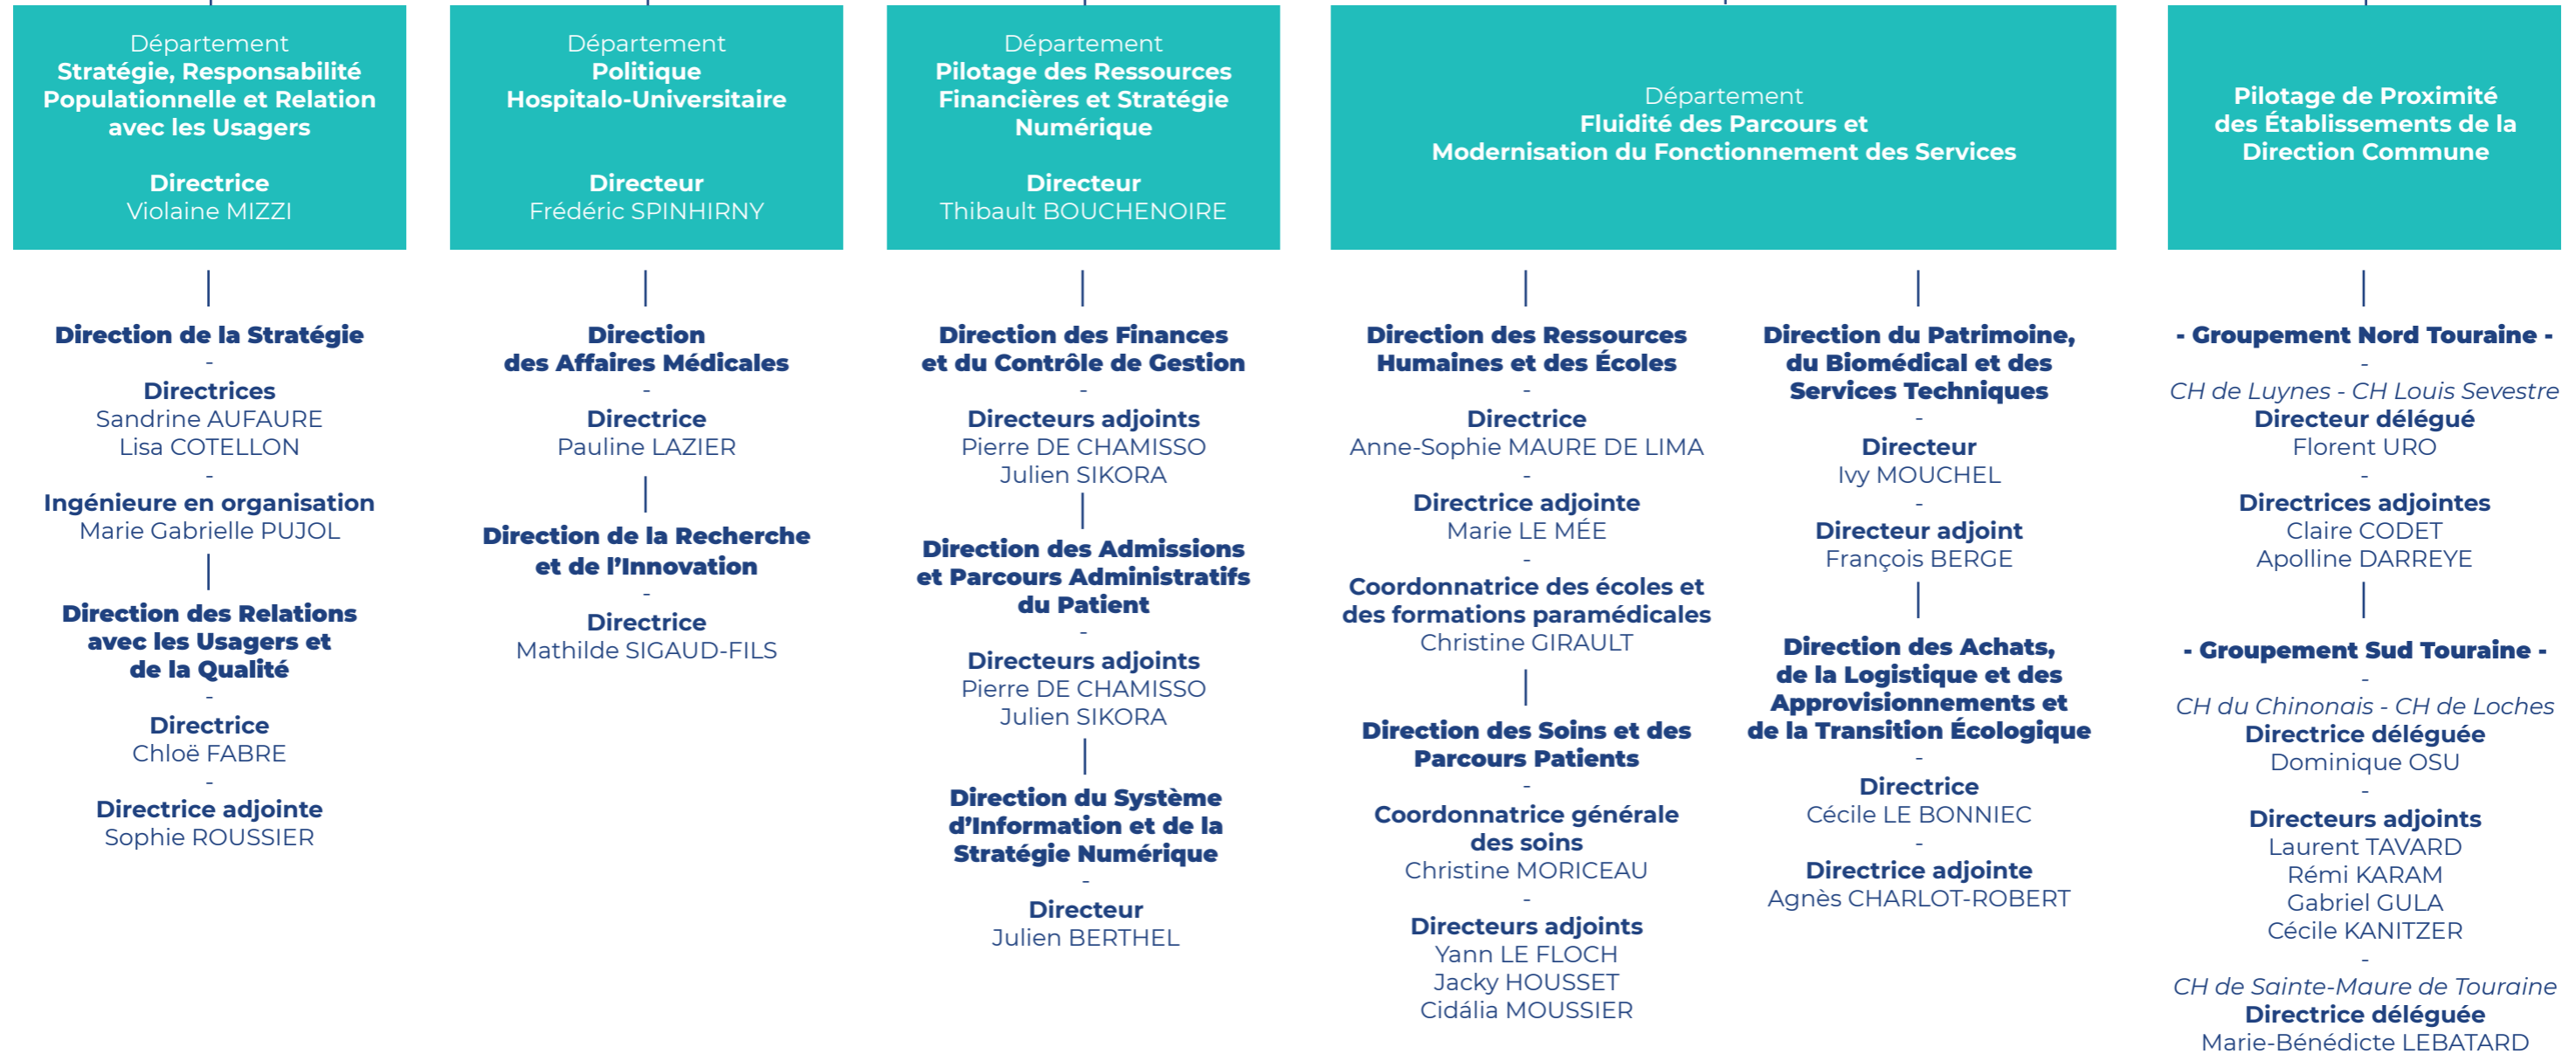 Département
Stratégie, Responsabilité
Populationnelle et Relation
avec les Usagers
Directrice
Violaine MIZZI
Direction de la Stratégie
-
Directrices
Sandrine AUFAURE
Lisa COTELLON
-
Ingénieure en organisation
Marie Gabrielle PUJOL
Direction des Relations
avec les Usagers et
de la Qualité
-
Directrice
Chloë FABRE
-
Directrice adjointe
Sophie ROUSSIER
Département
Politique
Hospitalo-Universitaire
Directeur
Frédéric SPINHIRNY
Direction
des Affaires Médicales
-
Directrice
Pauline LAZIER
Direction de la Recherche
et de l’Innovation
-
Directrice
Mathilde SIGAUD-FILS
Département
Pilotage des Ressources
Financières et Stratégie
Numérique
Directeur
Thibault BOUCHENOIRE
Direction des Finances
et du Contrôle de Gestion
-
Directeurs adjoints
Pierre DE CHAMISSO
Julien SIKORA
Direction des Admissions
et Parcours Administratifs
du Patient
-
Directeurs adjoints
Pierre DE CHAMISSO
Julien SIKORA
Direction du Système
d’Information et de la
Stratégie Numérique
-
Directeur
Julien BERTHEL
Département
Fluidité des Parcours et
Modernisation du Fonctionnement des Services
Direction des Ressources
Humaines et des Écoles
-
Directrice
Anne-Sophie MAURE DE LIMA
-
Directrice adjointe
Marie LE MÉE
-
Coordonnatrice des écoles et
des formations paramédicales
Christine GIRAULT
Direction des Soins et des
Parcours Patients
-
Coordonnatrice générale
des soins
Christine MORICEAU
-
Directeurs adjoints
Yann LE FLOCH
Jacky HOUSSET
Cidália MOUSSIER
Direction du Patrimoine,
du Biomédical et des
Services Techniques
-
Directeur
Ivy MOUCHEL
-
Directeur adjoint
François BERGE
Direction des Achats,
de la Logistique et des
Approvisionnements et
de la Transition Écologique
-
Directrice
Cécile LE BONNIEC
-
Directrice adjointe
Agnès CHARLOT-ROBERT
Pilotage de Proximité
des Établissements de la
Direction Commune
- Groupement Nord Touraine -
-
CH de Luynes - CH Louis Sevestre
Directeur délégué
Florent URO
-
Directrices adjointes
Claire CODET
Apolline DARREYE
- Groupement Sud Touraine -
-
CH du Chinonais - CH de Loches
Directrice déléguée
Dominique OSU
-
Directeurs adjoints
Laurent TAVARD
Rémi KARAM
Gabriel GULA
Cécile KANITZER
-
CH de Sainte-Maure de Touraine
Directrice déléguée
Marie-Bénédicte LEBATARD